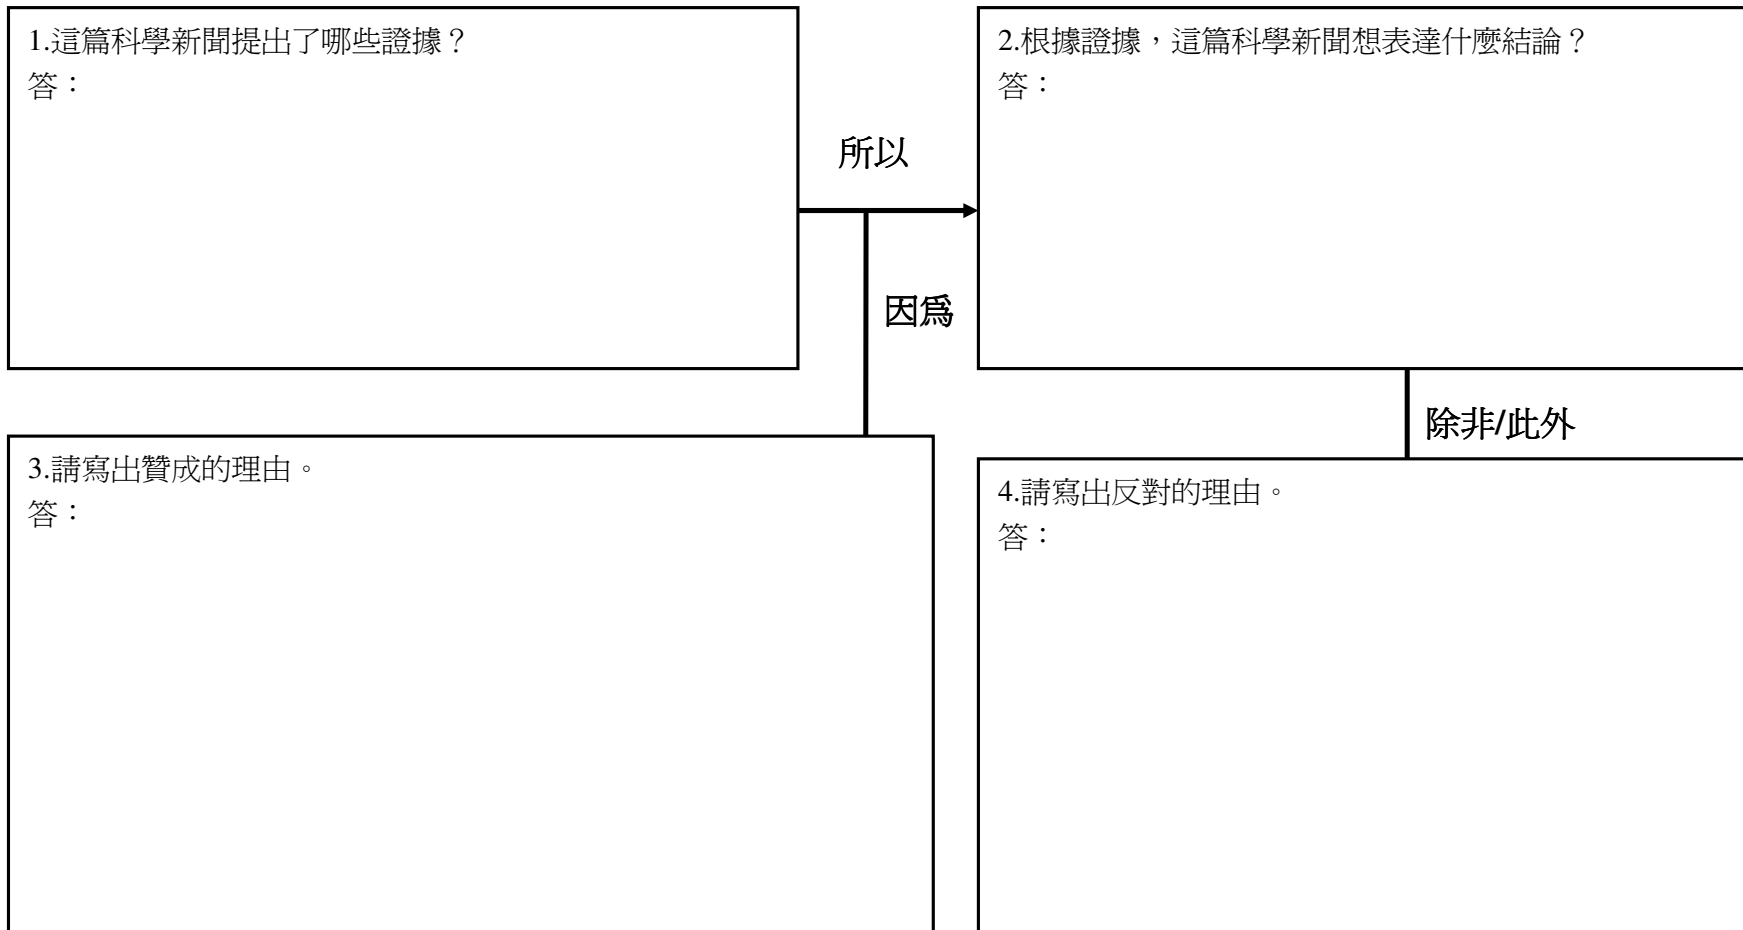 1.這篇科學新聞提出了哪些證據？
答：
所以
2.根據證據，這篇科學新聞想表達什麼結論？
答：
因爲
除非/此外
3.請寫出贊成的理由。
答：
4.請寫出反對的理由。
答：